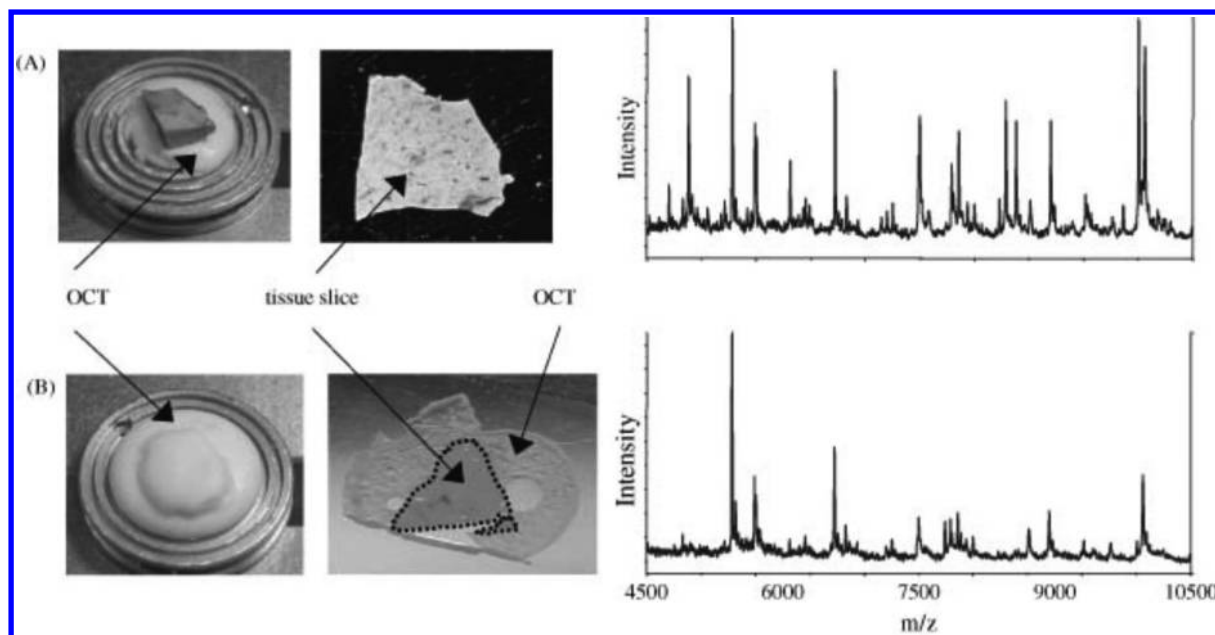 (A)
Intensity
OCT
tissue slice
OCT
(B)
Intensity
4500
6000
7500
9000
10500
m/z